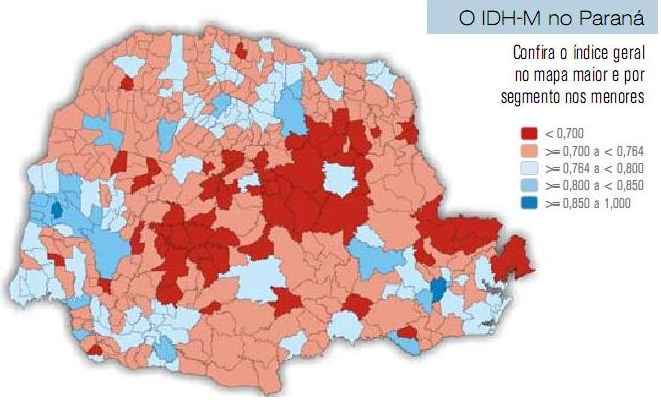 O IDH-M no Paraná
Confira o índice geral
no mapa maior e por
segmento nos menores
< 0,700
>= 0,700 a < 0,764
>= 0,764 a < 0,800
>= 0,800 a < 0,850
>= 0,850 a 1,000